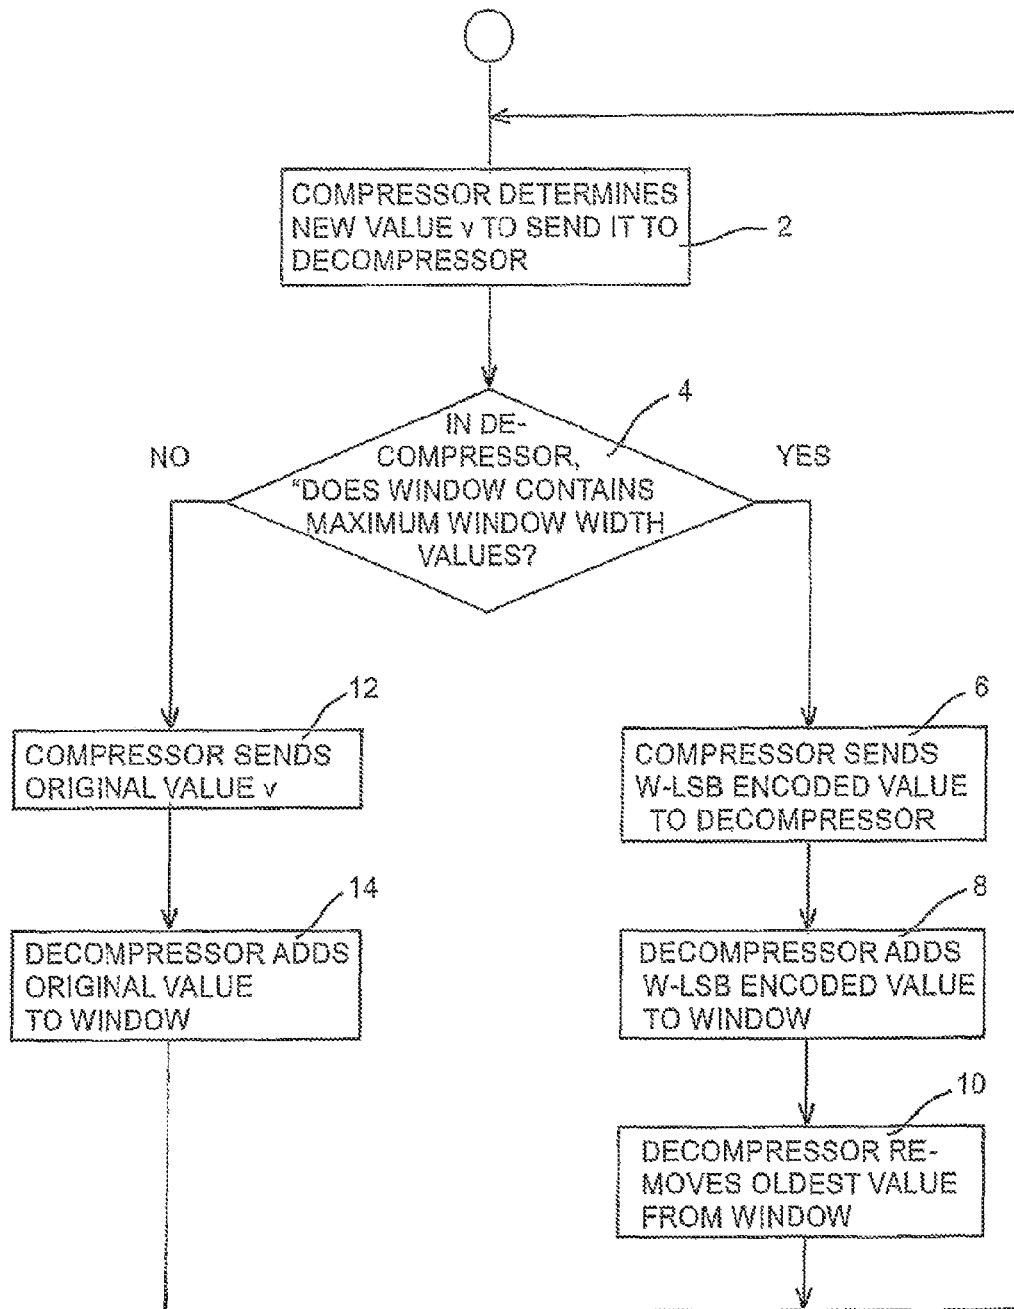 COMPRESSOR DETERMINES
NEW VALUE v TO SEND IT TO
DECOMPRESSOR
2
4
IN DE-
COMPRESSOR,
“DOES WINDOW CONTAINS
MAXIMUM WINDOW WIDTH
VALUES?
NO
YES
12
COMPRESSOR SENDS
ORIGINAL VALUE v
6
COMPRESSOR SENDS
W-LSB ENCODED VALUE
TO DECOMPRESSOR
14
DECOMPRESSOR ADDS
ORIGINAL VALUE
TO WINDOW
8
DECOMPRESSOR ADDS
W-LSB ENCODED VALUE
TO WINDOW
10
DECOMPRESSOR RE-
MOVES OLDEST VALUE
FROM WINDOW